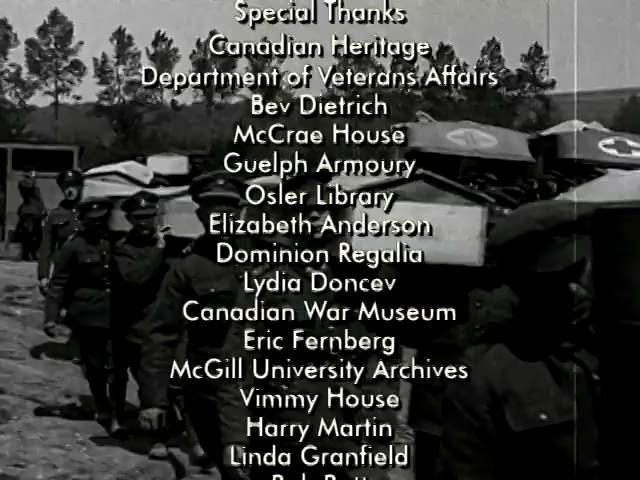 Special Thanks
Canadian Heritage
Department of Veterans Affairs
Bev Dietrich
McCrae House
Guelph Armoury
Osler Library
Elizabeth Anderson
Dominion Regalia
Lydia Doncev
Canadian War Museum
Eric Fernberg
McGill University Archives
Vimmy House
Harry Martin
Linda Granfield